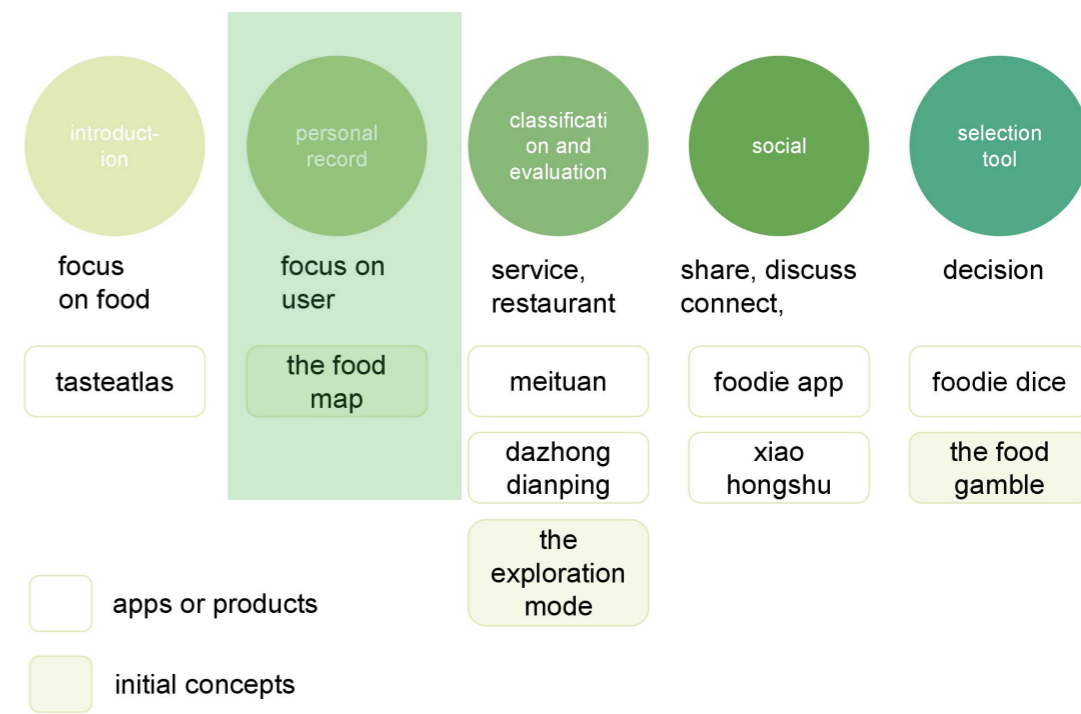 introduct-
ion
personal
record
classificati
on and
evaluation
social
selection
tool
focus
on food
focus on
user
service,
restaurant
share, discuss
connect,
decision
tasteatlas
the food
map
meituan
foodie app
foodie dice
dazhong
dianping
xiao
hongshu
the food
gamble
the
exploration
mode
apps or products
initial concepts